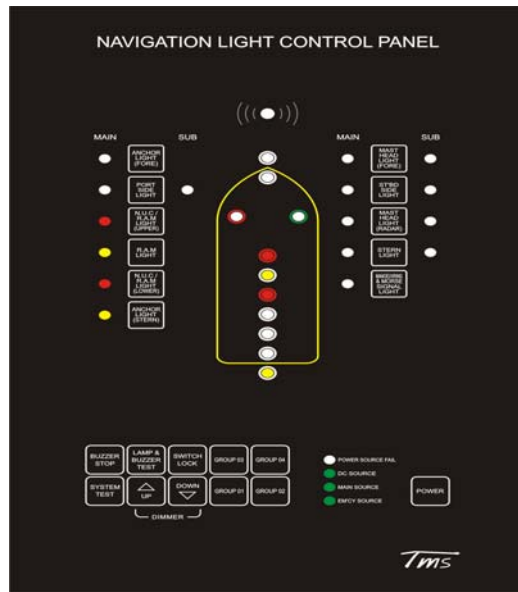 NAVIGATION LIGHT CONTROL PANEL
MAIN
SUB
MAIN
SUB
ANCHOR
LIGHT
(FORE)
PORT
SIDE
LIGHT
N.U.C /
R.A.M
LIGHT
(UPPER)
R.A.M
LIGHT
N.U.C /
R.A.M
LIGHT
(LOWER)
ANCHOR
LIGHT
(STERN)
MAST
HEAD
LIGHT
(FORE)
ST'BD
SIDE
LIGHT
MAST
HEAD
LIGHT
(RADAR)
STERN
LIGHT
& MORSE
SIGNAL
LIGHT
BUZZER
STOP
LAMP &
BUZZER
TEST
SWITCH
LOCK
GROUP 03
GROUP 04
SYSTEM
TEST
UP
DOWN
GROUP 01
GROUP 02
DIMMER
POWER SOURCE FAIL
DC SOURCE
MAIN SOURCE
EM'CY SOURCE
POWER
Tms